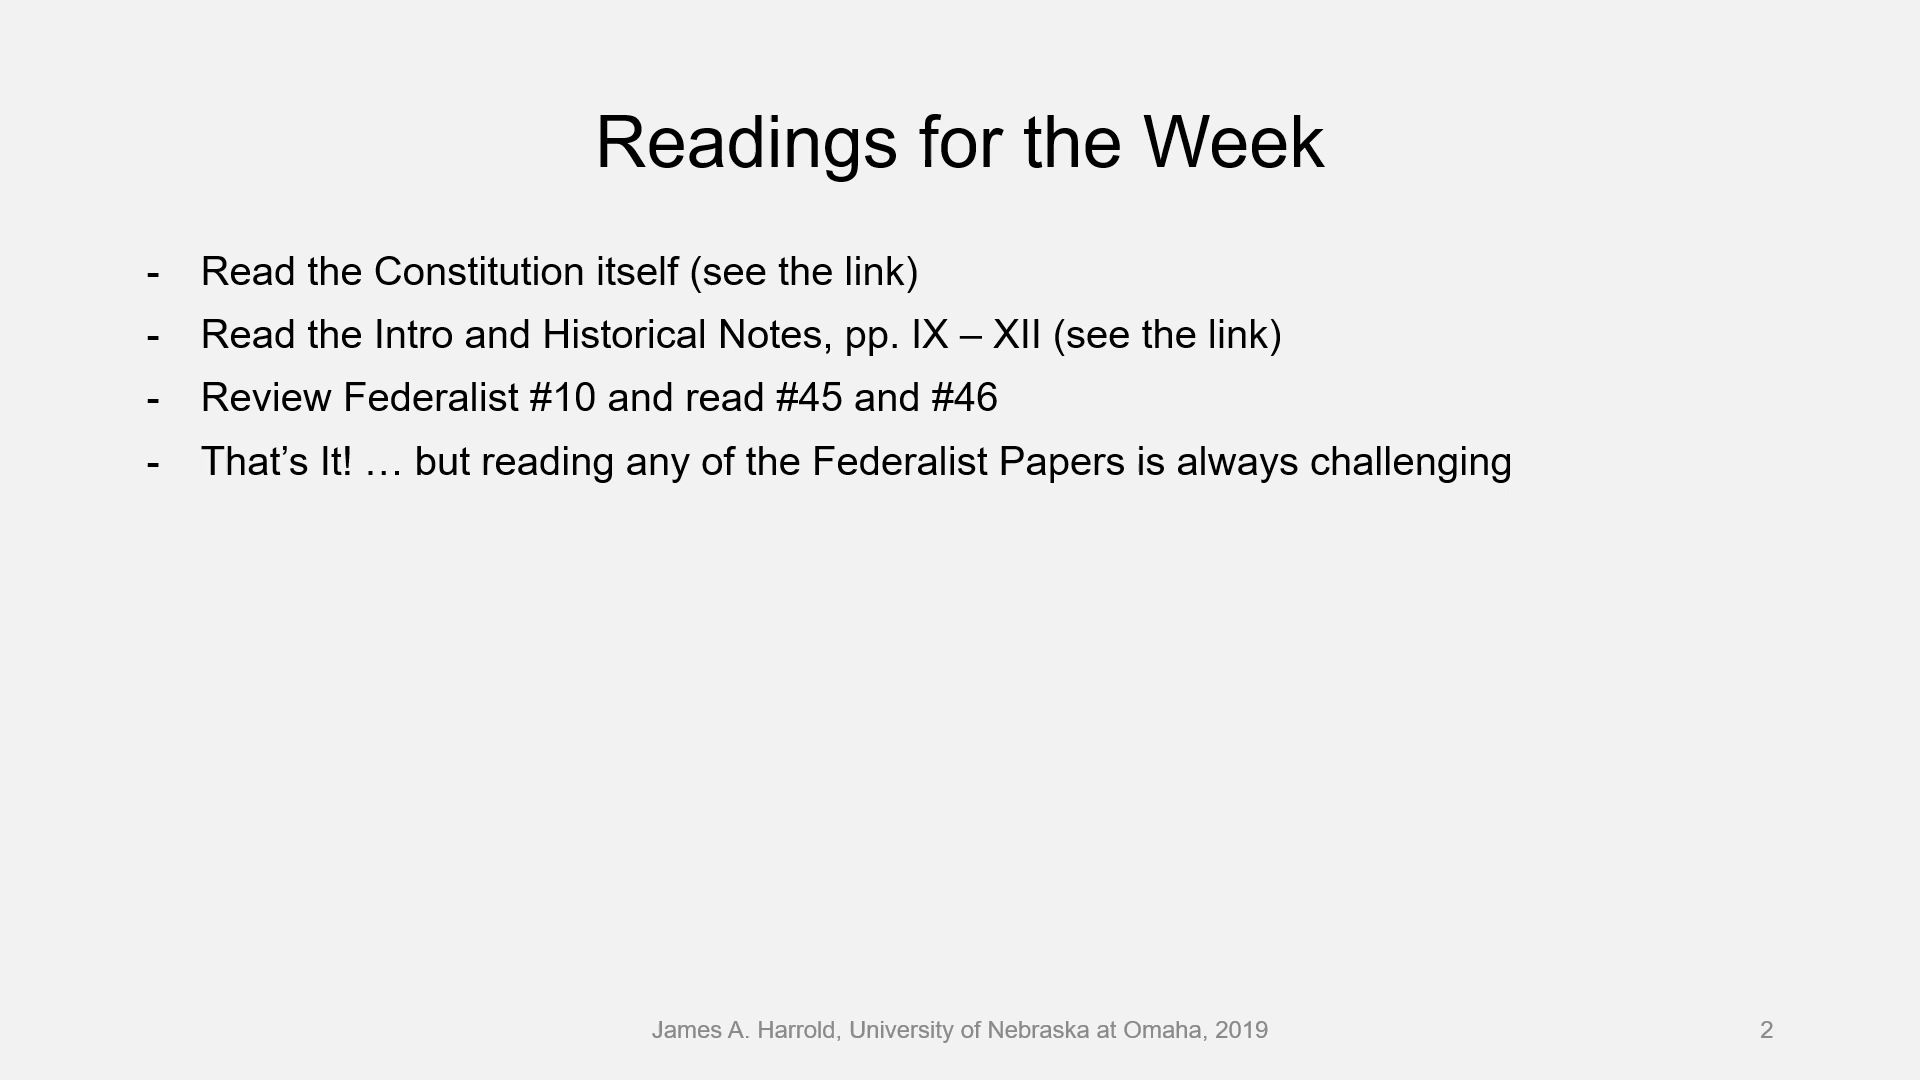 Readings for the Week
- Read the Constitution itself (see the link)
- Read the Intro and Historical Notes, pp. IX – XII (see the link)
- Review Federalist #10 and read #45 and #46
- That’s It! … but reading any of the Federalist Papers is always challenging
James A. Harrold, University of Nebraska at Omaha, 2019
2